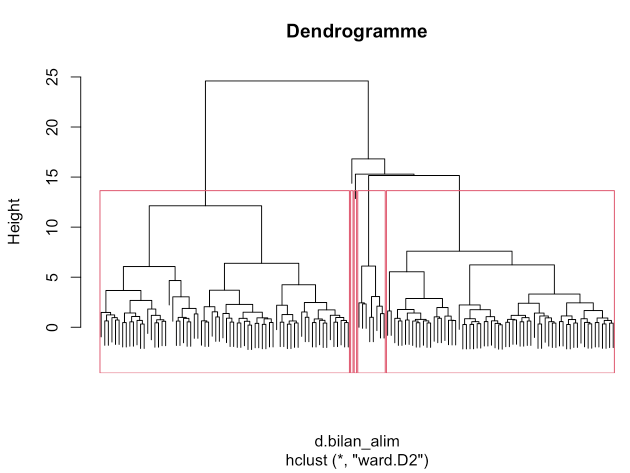 Dendrogramme
Height
25
20
15
10
5
0
d.bilan_alim
hclust (*, "ward.D2")